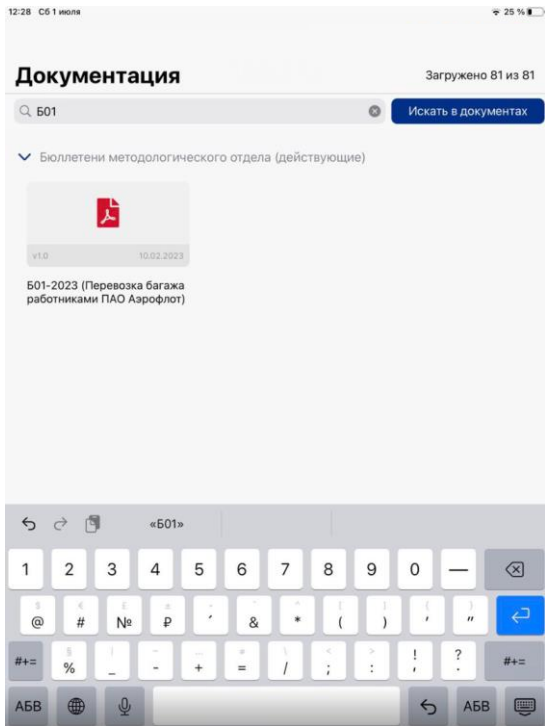 12:28 Сб 1 июля 25 %
Документация
Загружено 81 из 81
Б01
Искать в документах
Бюллетени методологического отдела (действующие)
v1.0 10.02.2023
Б01-2023 (Перевозка багажа
работниками ПАО Аэрофлот)
«Б01»
1 2 3 4 5 6 7 8 9 0 —
@ # № ₽ ' & * ( ) ' "
#+= % _ - + = / ; : ! , ? . #+=
АБВ АБВ